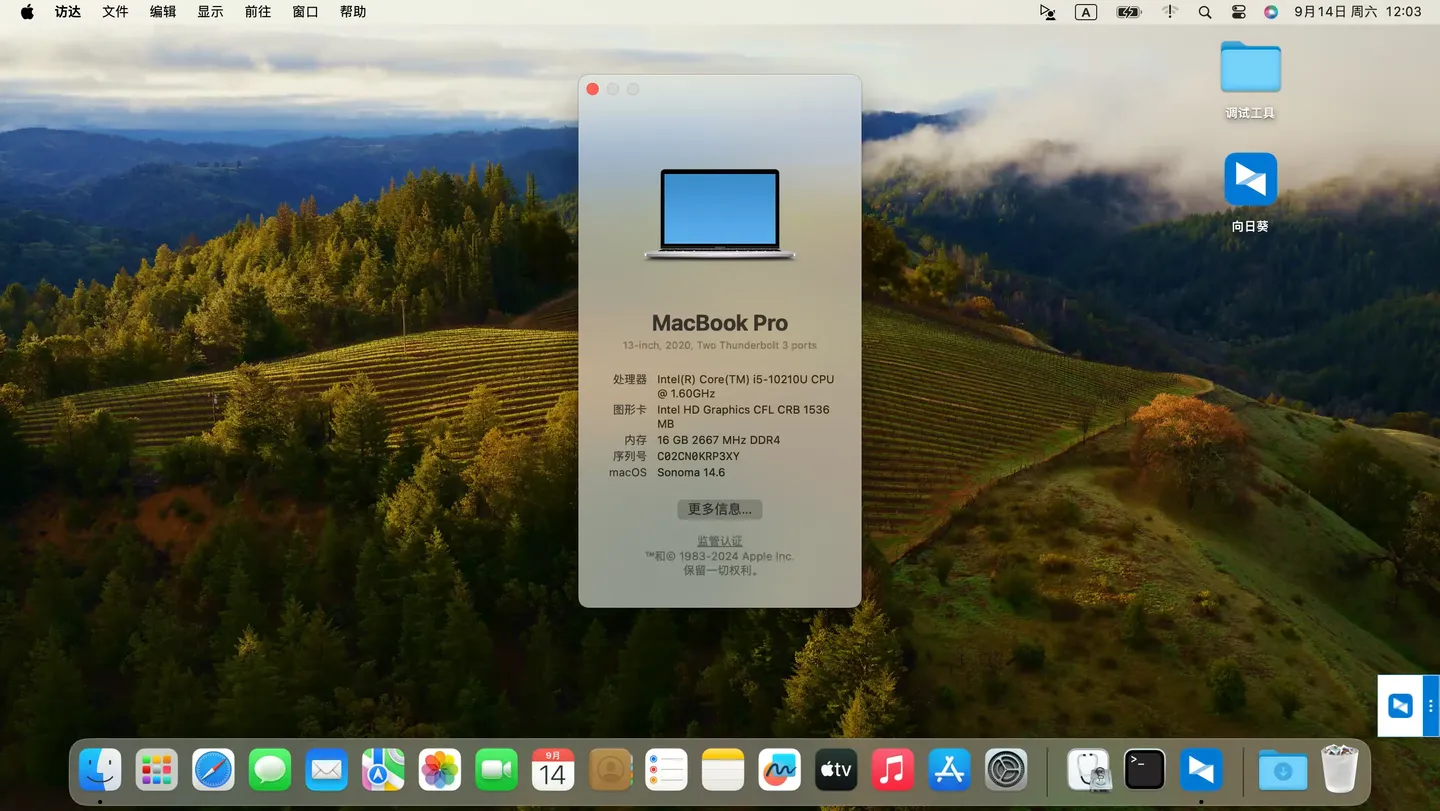 访达 文件 编辑 显示 前往 窗口 帮助 A 9月14日 周六 12:03
调试工具
向日葵
MacBook Pro
13-inch, 2020, Two Thunderbolt 3 ports
处理器 Intel(R) Core(TM) i5-10210U CPU
@ 1.60GHz
图形卡 Intel HD Graphics CFL CRB 1536
MB
内存 16 GB 2667 MHz DDR4
序列号 C02CN0KRP3XY
macOS Sonoma 14.6
更多信息...
监管认证
™和© 1983-2024 Apple Inc.
保留一切权利。
9月
14
tv
>_